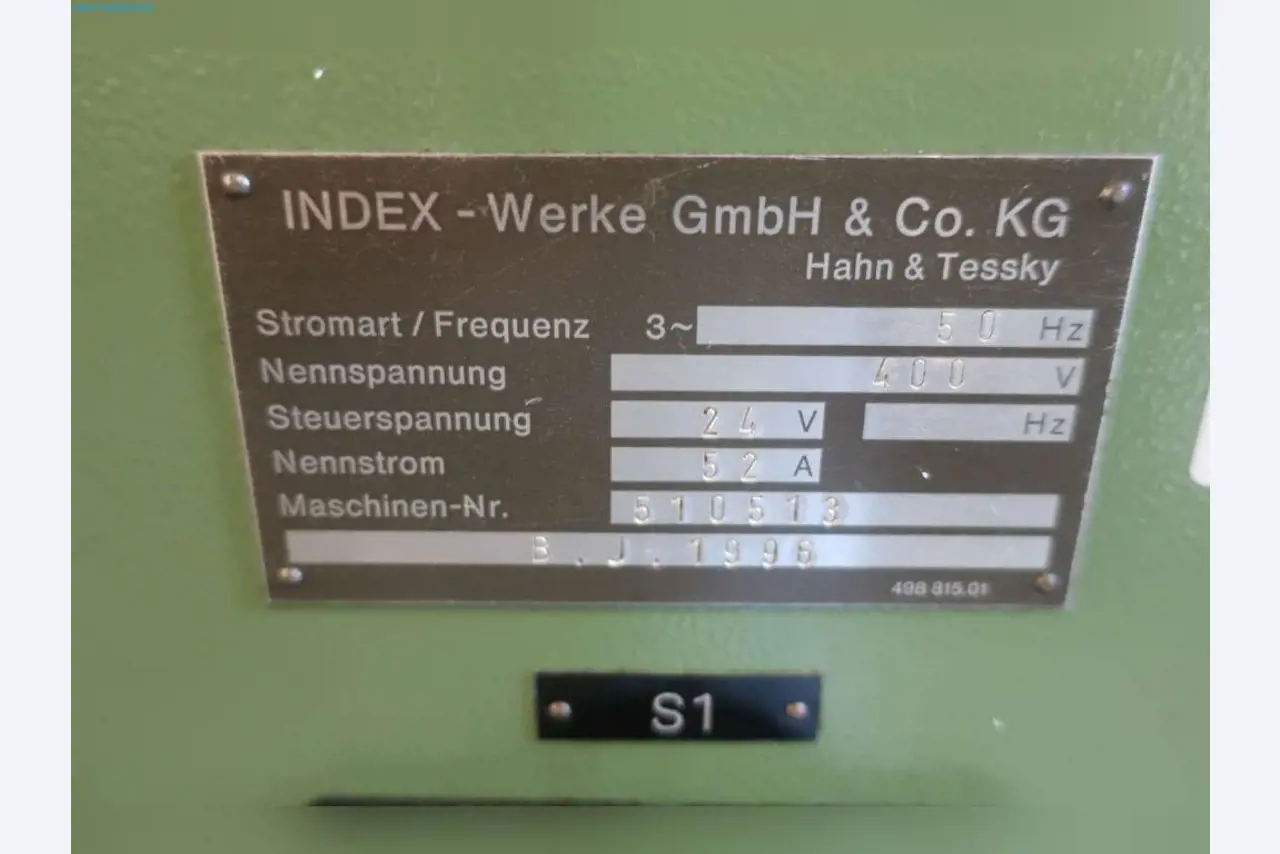 INDEX - Werke GmbH & Co. KG
Hahn & Tessky
Stromart / Frequenz 3~ 50 Hz
Nennspannung 400 V
Steuerspannung 24 V Hz
Nennstrom 52 A
Maschinen-Nr. 510513
B.J.1996
498 815.01
S1